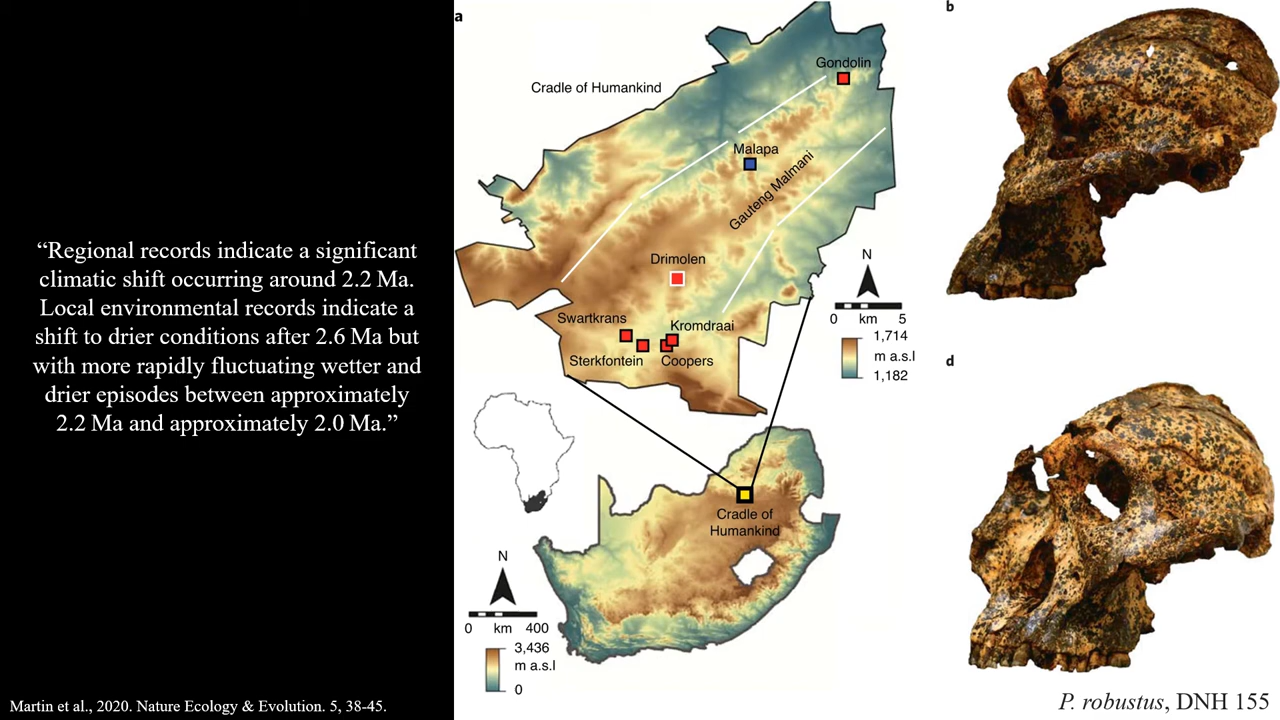 “Regional records indicate a significant
climatic shift occurring around 2.2 Ma.
Local environmental records indicate a
shift to drier conditions after 2.6 Ma but
with more rapidly fluctuating wetter and
drier episodes between approximately
2.2 Ma and approximately 2.0 Ma.”
Martin et al., 2020. Nature Ecology & Evolution. 5, 38-45.
a
Cradle of Humankind
Gondolin
Malapa
Gauteng Malmani
Drimolen
Swartkrans
Kromdraai
Sterkfontein
Coopers
N
0 km 5
1,714
m a.s.l
1,182
Cradle of
Humankind
N
0 km 400
3,436
m a.s.l
0
b
d
P. robustus, DNH 155